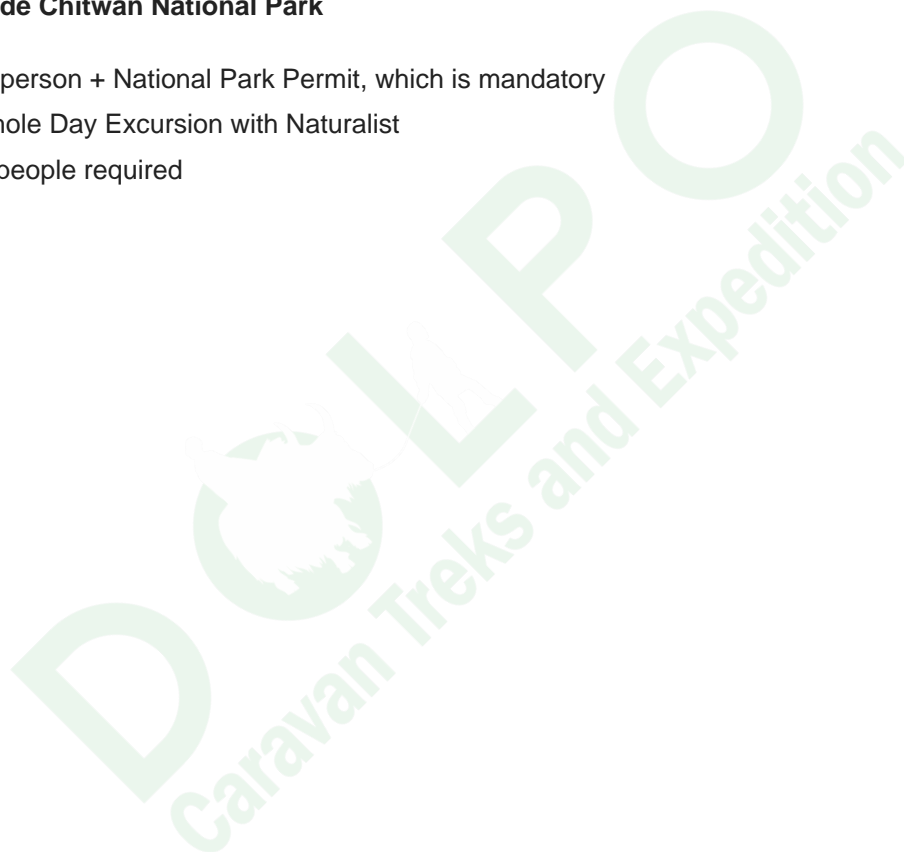 de Chitwan National Park
person + National Park Permit, which is mandatory
hole Day Excursion with Naturalist
people required
DOLPO
Caravan Treks and Expedition